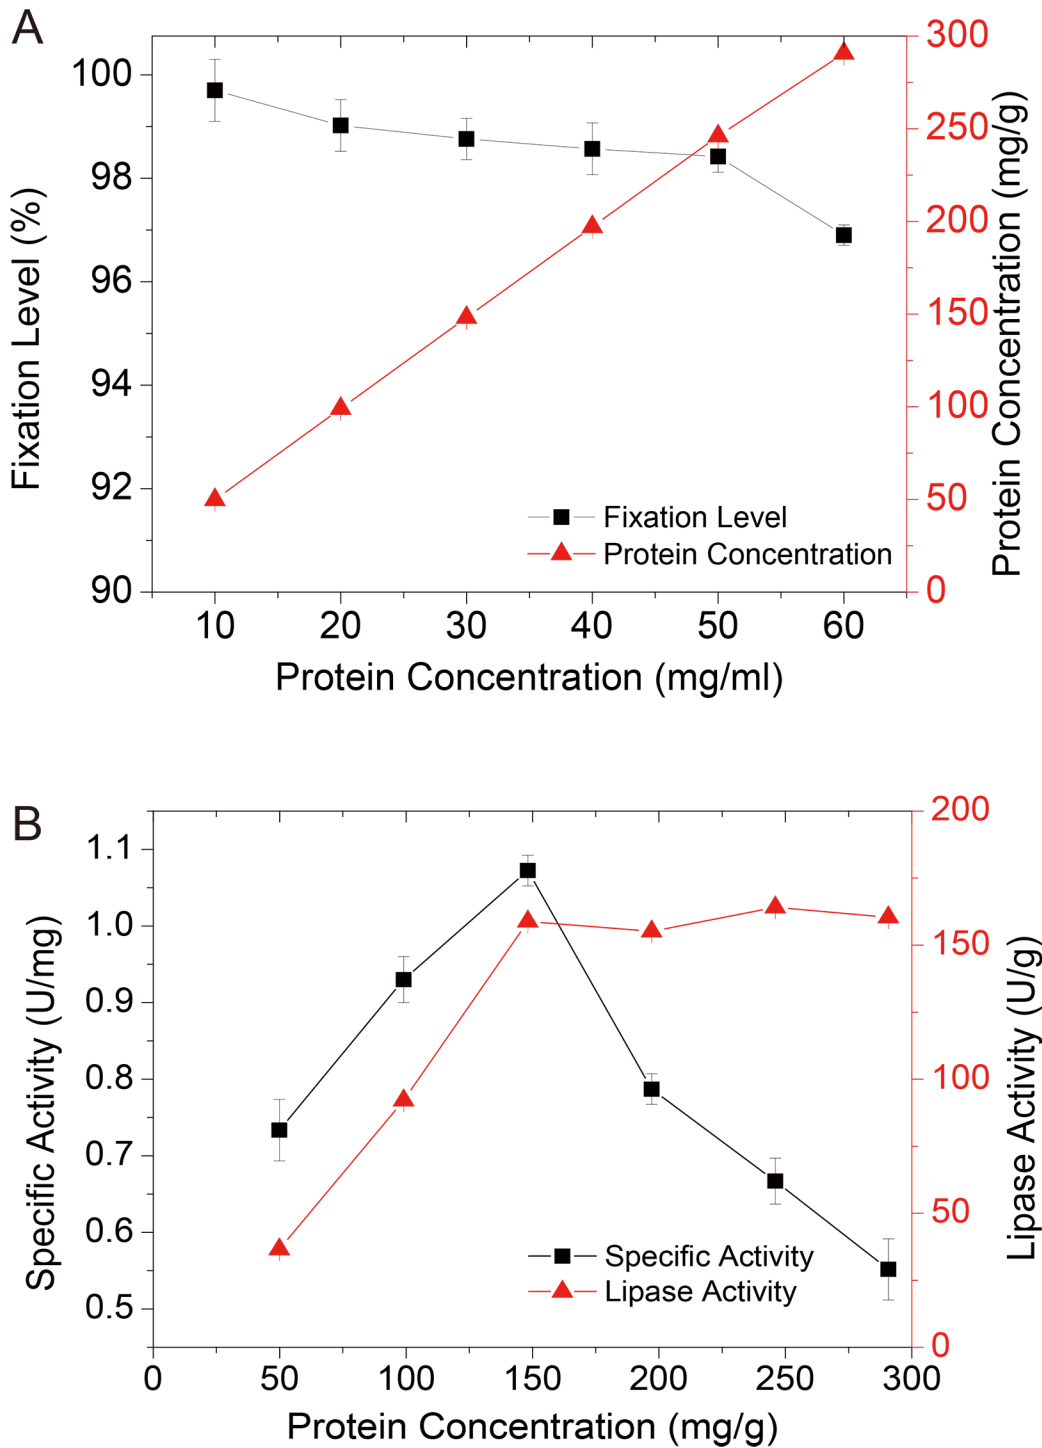 A
100
98
96
94
92
90
Fixation Level (%)
300
250
200
150
100
50
0
Protein Concentration (mg/g)
Fixation Level
Protein Concentration
10 20 30 40 50 60
Protein Concentration (mg/ml)
B
1.1
1.0
0.9
0.8
0.7
0.6
0.5
Specific Activity (U/mg)
200
150
100
50
0
Lipase Activity (U/g)
Specific Activity
Lipase Activity
0 50 100 150 200 250 300
Protein Concentration (mg/g)